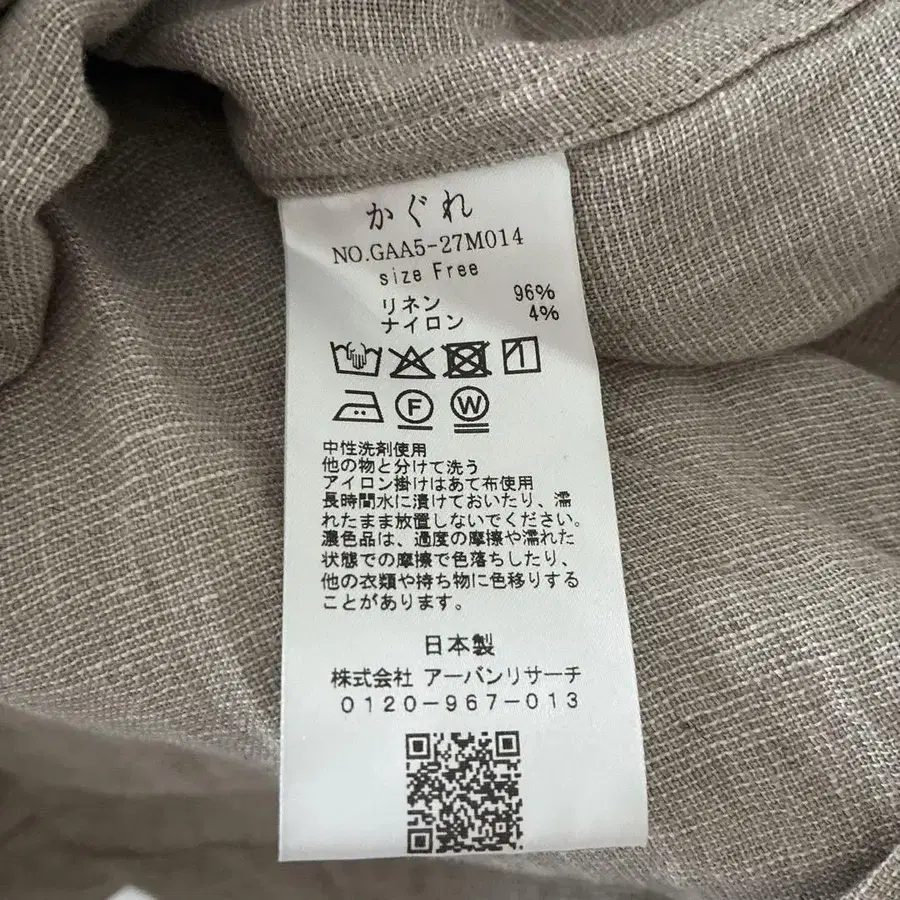 かぐれ
NO.GAA5-27M014
size Free
リネン 96%
ナイロン 4%
F W
中性洗剤使用
他の物と分けて洗う
アイロン掛けはあて布使用
長時間水に漬けておいたり、濡
れたまま放置しないでください。
濃色品は、過度の摩擦や濡れた
状態での摩擦で色落ちしたり、
他の衣類や持ち物に色移りする
ことがあります。
日本製
株式会社 アーバンリサーチ
0120-967-013